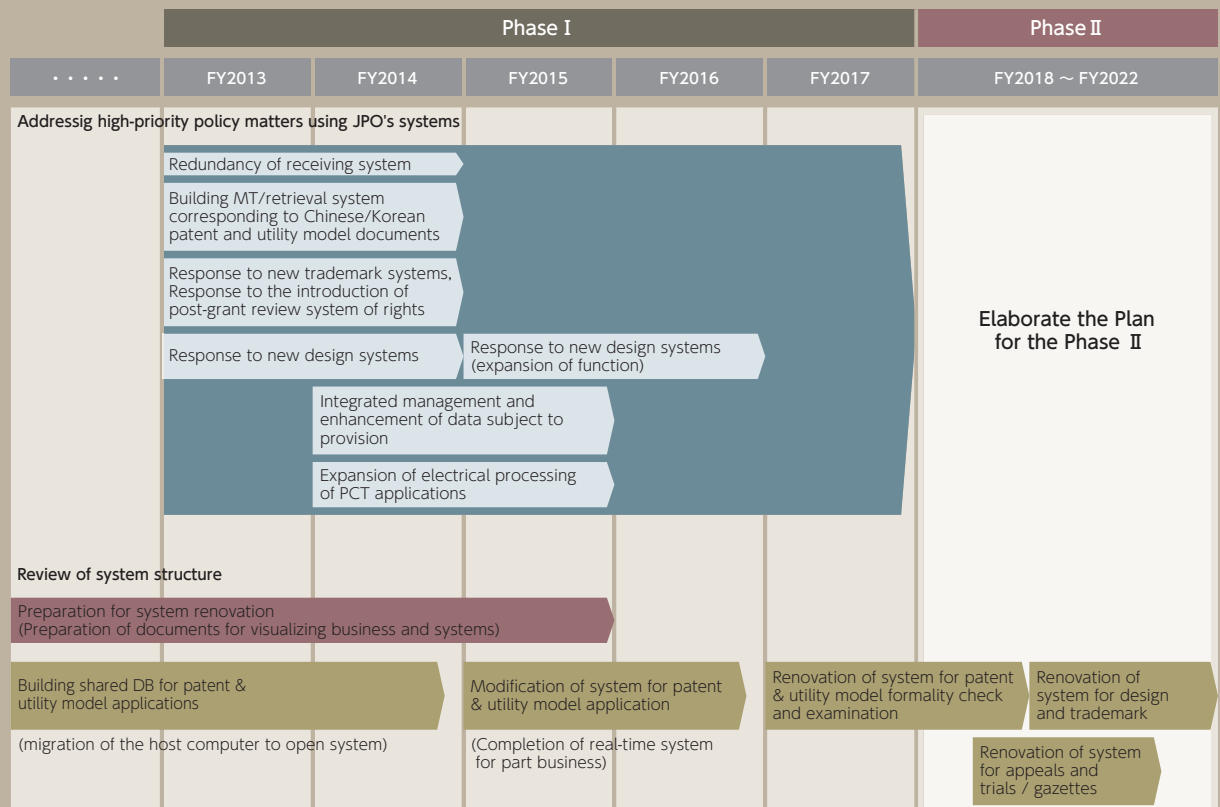 Phase Ⅰ
Phase Ⅱ
・・・・・
FY2013
FY2014
FY2015
FY2016
FY2017
FY2018 ～ FY2022
Addressig high-priority policy matters using JPO's systems
Redundancy of receiving system
Building MT/retrieval system
corresponding to Chinese/Korean
patent and utility model documents
Response to new trademark systems,
Response to the introduction of
post-grant review system of rights
Response to new design systems
Response to new design systems
(expansion of function)
Integrated management and
enhancement of data subject to
provision
Expansion of electrical processing
of PCT applications
Elaborate the Plan
for the Phase Ⅱ
Review of system structure
Preparation for system renovation
(Preparation of documents for visualizing business and systems)
Building shared DB for patent &
utility model applications
(migration of the host computer to open system)
Modification of system for patent
& utility model application
(Completion of real-time system
for part business)
Renovation of system for patent
& utility model formality check
and examination
Renovation of
system for design
and trademark
Renovation of system
for appeals and
trials / gazettes